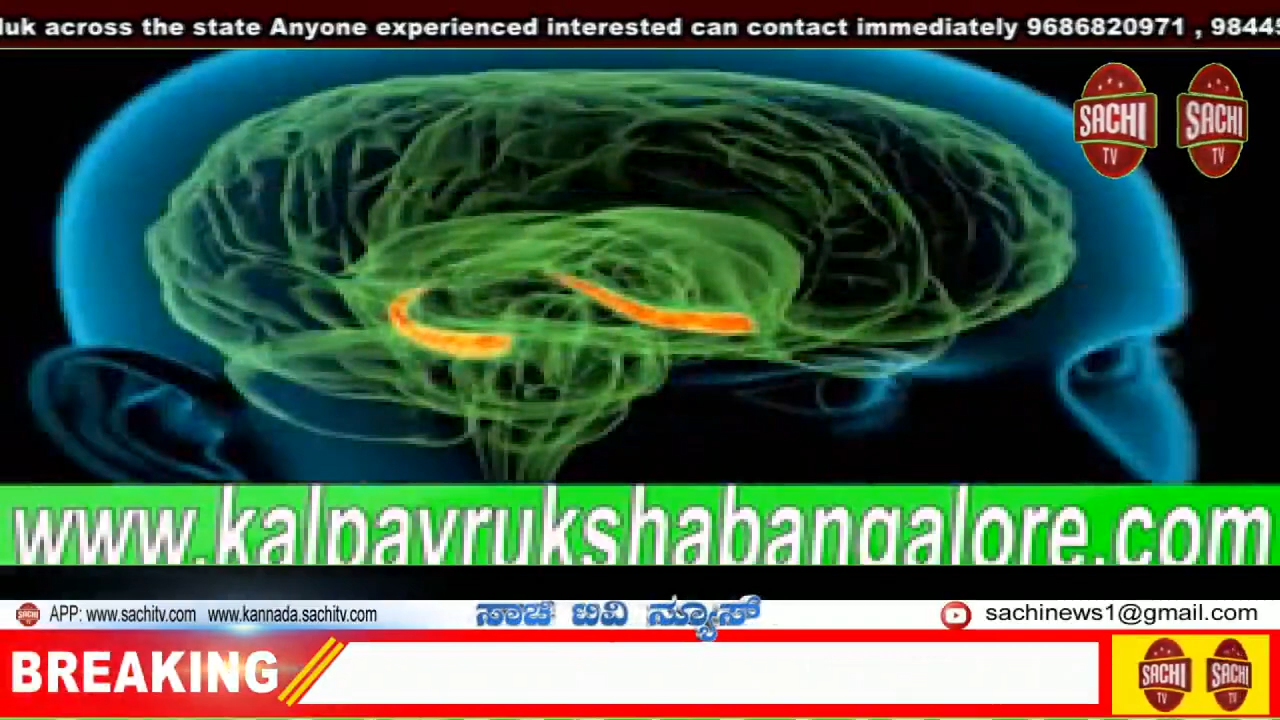 luk across the state Anyone experienced interested can contact immediately 9686820971 , 9844
SACHI
TV
SACHI
TV
www.kalpavrukshabangalore.com
APP: www.sachitv.com www.kannada.sachitv.com
ಸಾಚಿ ಟಿವಿ ನ್ಯೂಸ್
sachinews1@gmail.com
BREAKING
SACHI
TV
SACHI
TV